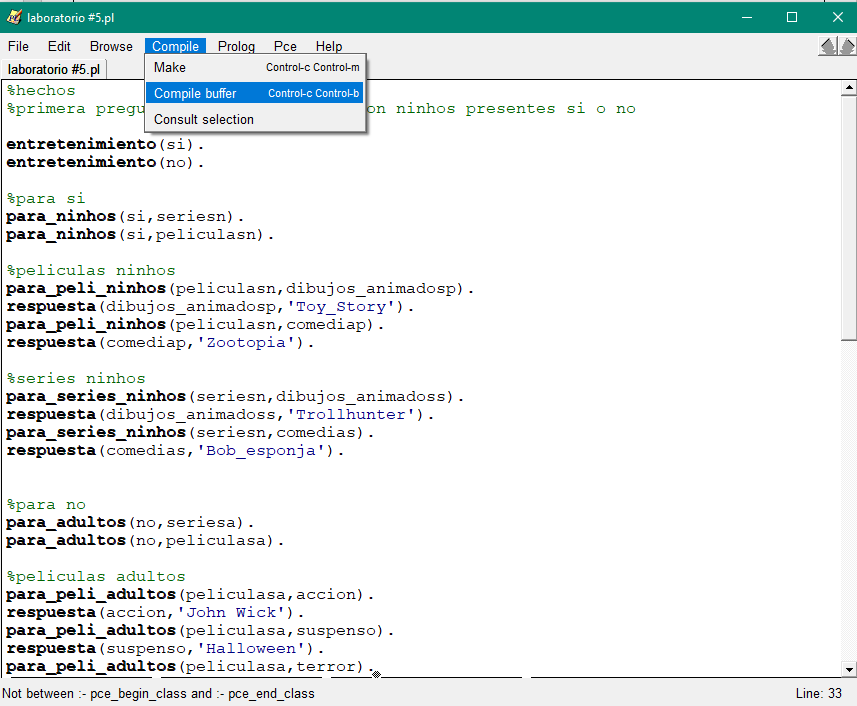 laboratorio #5.pl
File Edit Browse Compile Prolog Pce Help
laboratorio #5.pl
Make Control-c Control-m
Compile buffer Control-c Control-b
Consult selection
%hechos
%primera on ninhos presentes si o no
entretenimiento(si).
entretenimiento(no).
%para si
para_ninhos(si,seriesn).
para_ninhos(si,peliculasn).
%peliculas ninhos
para_peli_ninhos(peliculasn,dibujos_animadosp).
respuesta(dibujos_animadosp,'Toy_Story').
para_peli_ninhos(peliculasn,comediap).
respuesta(comediap,'Zootopia').
%series ninhos
para_series_ninhos(seriesn,dibujos_animadoss).
respuesta(dibujos_animadoss,'Trollhunter').
para_series_ninhos(seriesn,comedias).
respuesta(comedias,'Bob_esponja').
%para no
para_adultos(no,seriesa).
para_adultos(no,peliculasa).
%peliculas adultos
para_peli_adultos(peliculasa,accion).
respuesta(accion,'John Wick').
para_peli_adultos(peliculasa,suspenso).
respuesta(suspenso,'Halloween').
para_peli_adultos(peliculasa,terror).
Not between :- pce_begin_class and :- pce_end_class Line: 33